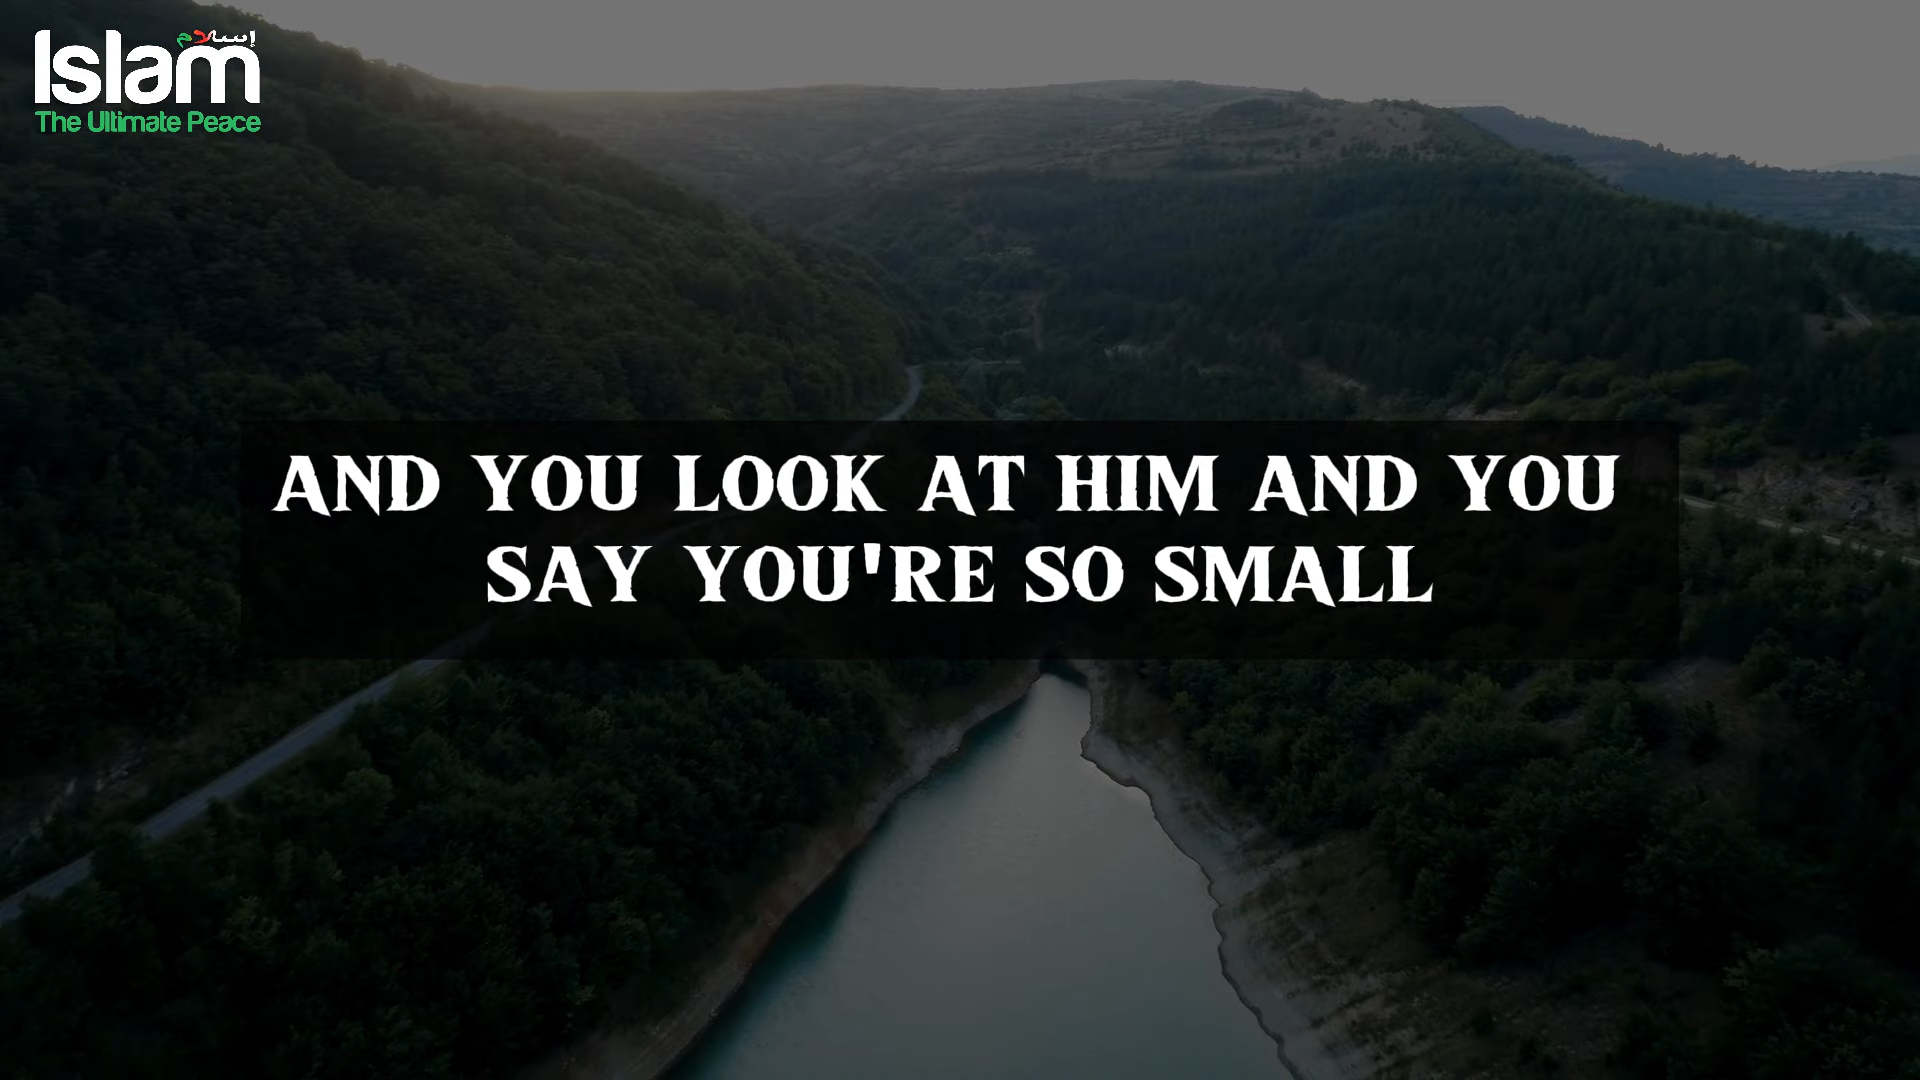 إسلام
Islam
The Ultimate Peace
AND YOU LOOK AT HIM AND YOU
SAY YOU'RE SO SMALL